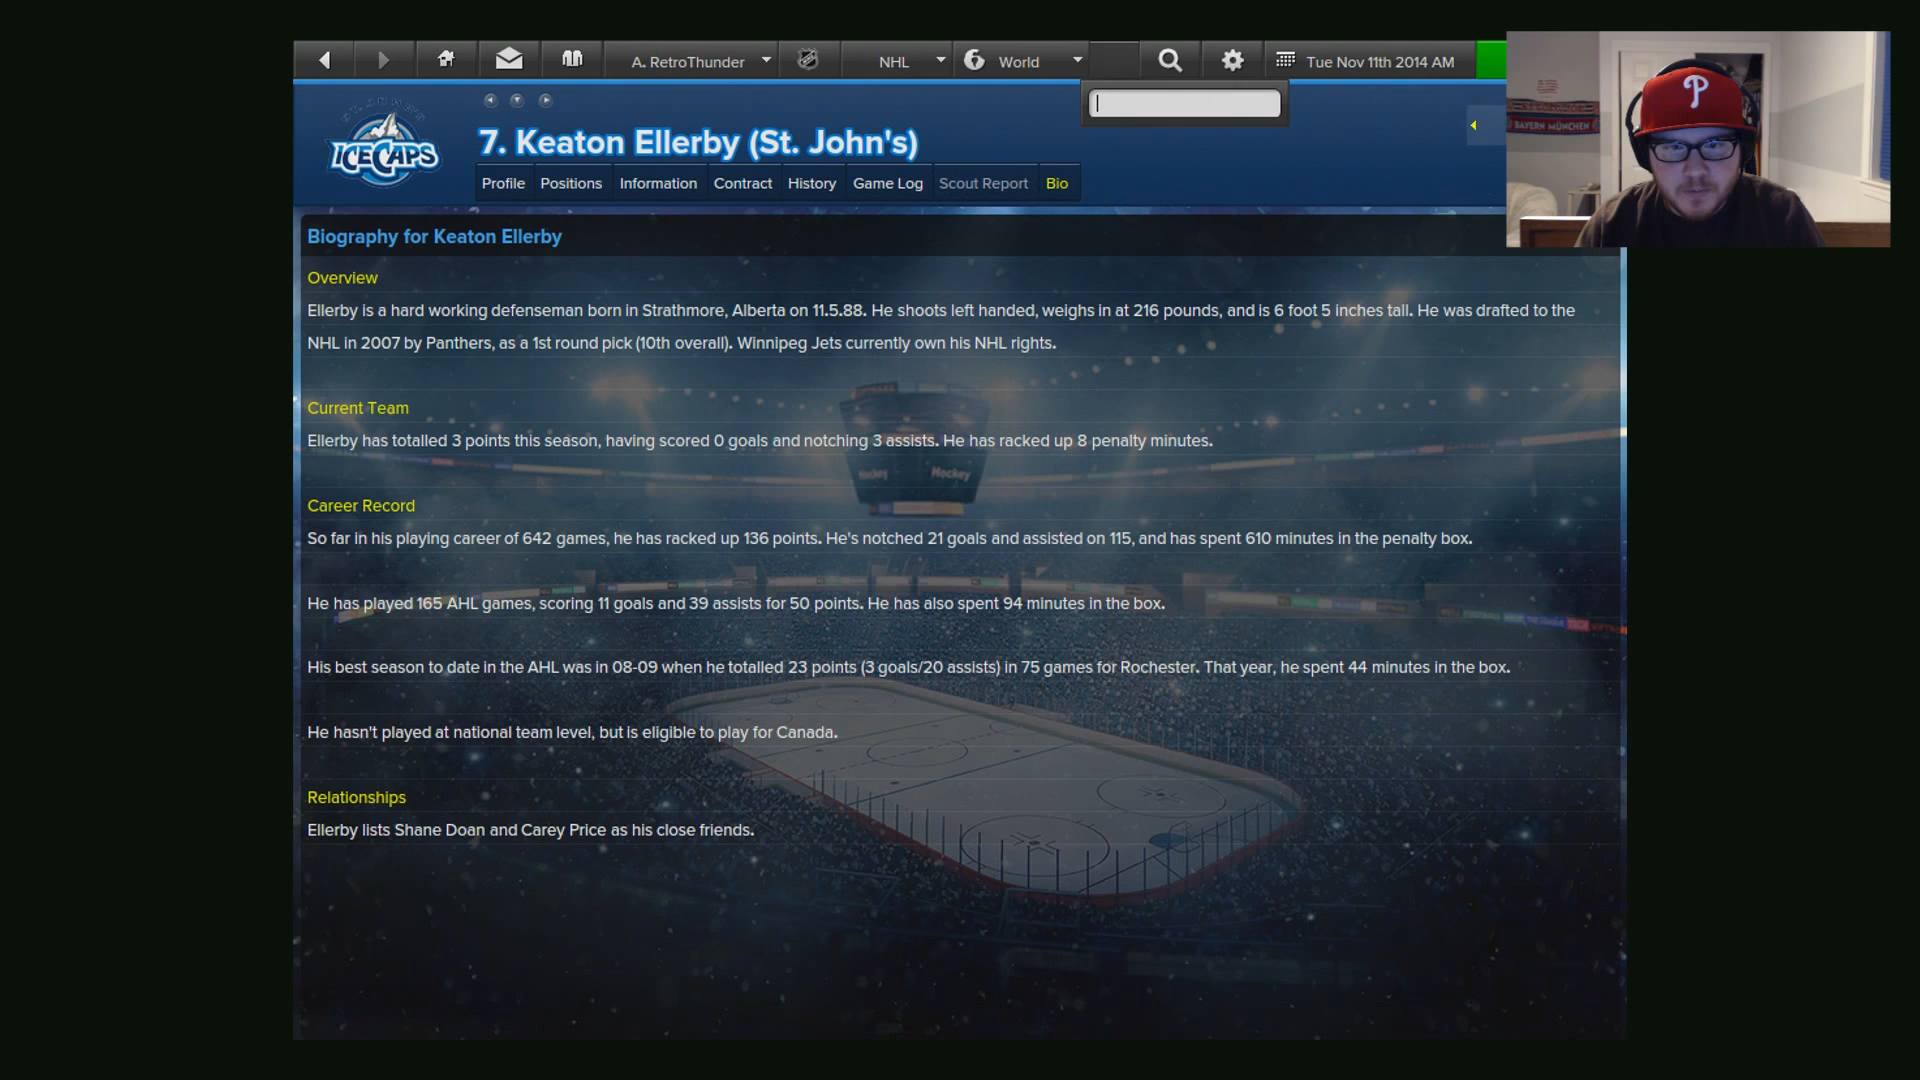 A. RetroThunder
NHL
World
Tue Nov 11th 2014 AM
ICECAPS
7. Keaton Ellerby (St. John's)
Profile
Positions
Information
Contract
History
Game Log
Scout Report
Bio
P
BAYERN MÜNCHEN
Biography for Keaton Ellerby
Overview
Ellerby is a hard working defenseman born in Strathmore, Alberta on 11.5.88. He shoots left handed, weighs in at 216 pounds, and is 6 foot 5 inches tall. He was drafted to the
NHL in 2007 by Panthers, as a 1st round pick (10th overall). Winnipeg Jets currently own his NHL rights.
Current Team
Ellerby has totalled 3 points this season, having scored 0 goals and notching 3 assists. He has racked up 8 penalty minutes.
Hockey
Hockey
Career Record
So far in his playing career of 642 games, he has racked up 136 points. He's notched 21 goals and assisted on 115, and has spent 610 minutes in the penalty box.
He has played 165 AHL games, scoring 11 goals and 39 assists for 50 points. He has also spent 94 minutes in the box.
His best season to date in the AHL was in 08-09 when he totalled 23 points (3 goals/20 assists) in 75 games for Rochester. That year, he spent 44 minutes in the box.
He hasn't played at national team level, but is eligible to play for Canada.
Relationships
Ellerby lists Shane Doan and Carey Price as his close friends.